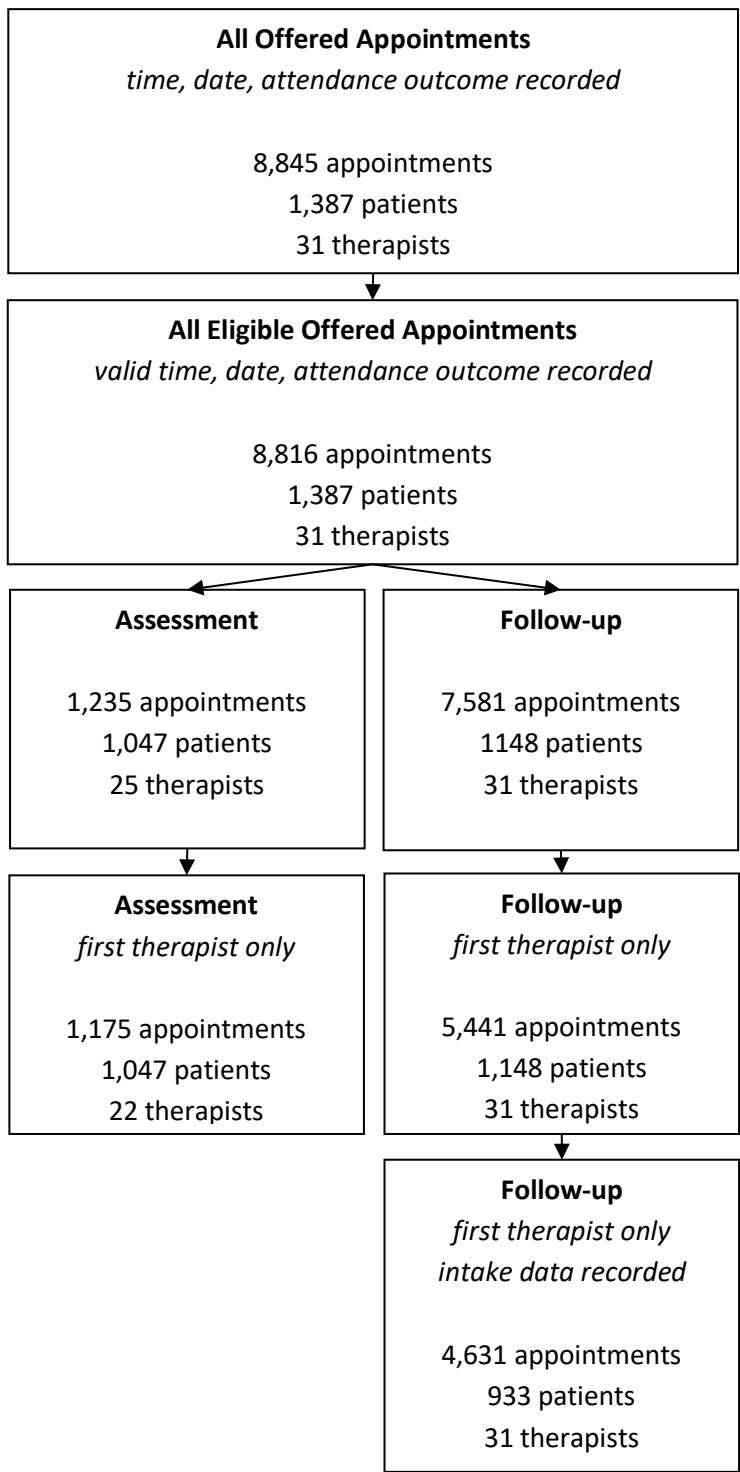 All Offered Appointments
time, date, attendance outcome recorded
8,845 appointments
1,387 patients
31 therapists
All Eligible Offered Appointments
valid time, date, attendance outcome recorded
8,816 appointments
1,387 patients
31 therapists
Assessment
1,235 appointments
1,047 patients
25 therapists
Follow-up
7,581 appointments
1148 patients
31 therapists
Assessment
first therapist only
1,175 appointments
1,047 patients
22 therapists
Follow-up
first therapist only
5,441 appointments
1,148 patients
31 therapists
Follow-up
first therapist only
intake data recorded
4,631 appointments
933 patients
31 therapists